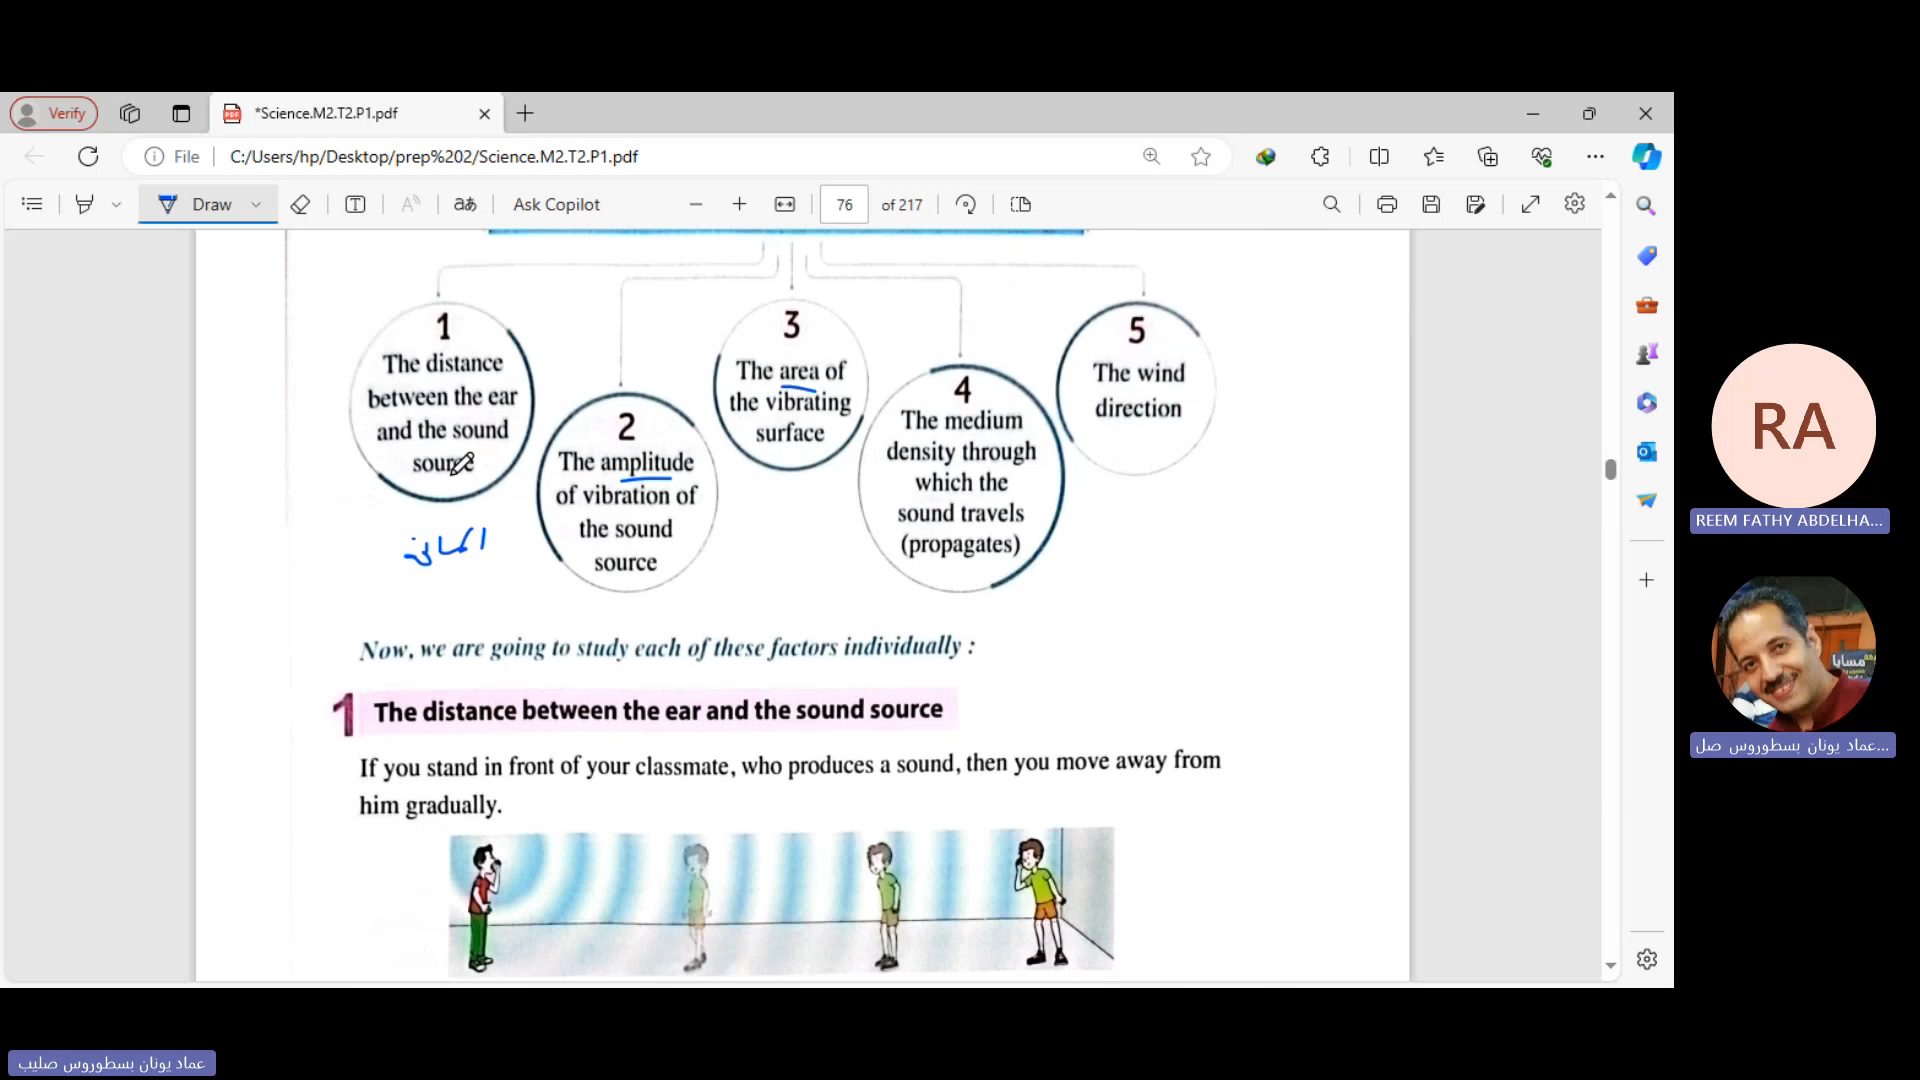 Verify
*Science.M2.T2.P1.pdf
File
C:/Users/hp/Desktop/prep%202/Science.M2.T2.P1.pdf
Draw
Ask Copilot
76 of 217
1
The distance
between the ear
and the sound
source
2
The amplitude
of vibration of
the sound
source
3
The area of
the vibrating
surface
4
The medium
density through
which the
sound travels
(propagates)
5
The wind
direction
Now, we are going to study each of these factors individually :
1 The distance between the ear and the sound source
If you stand in front of your classmate, who produces a sound, then you move away from
him gradually.
RA
REEM FATHY ABDELHA...
مسابا
عماد يونان بسطوروس صل...
عماد يونان بسطوروس صليب